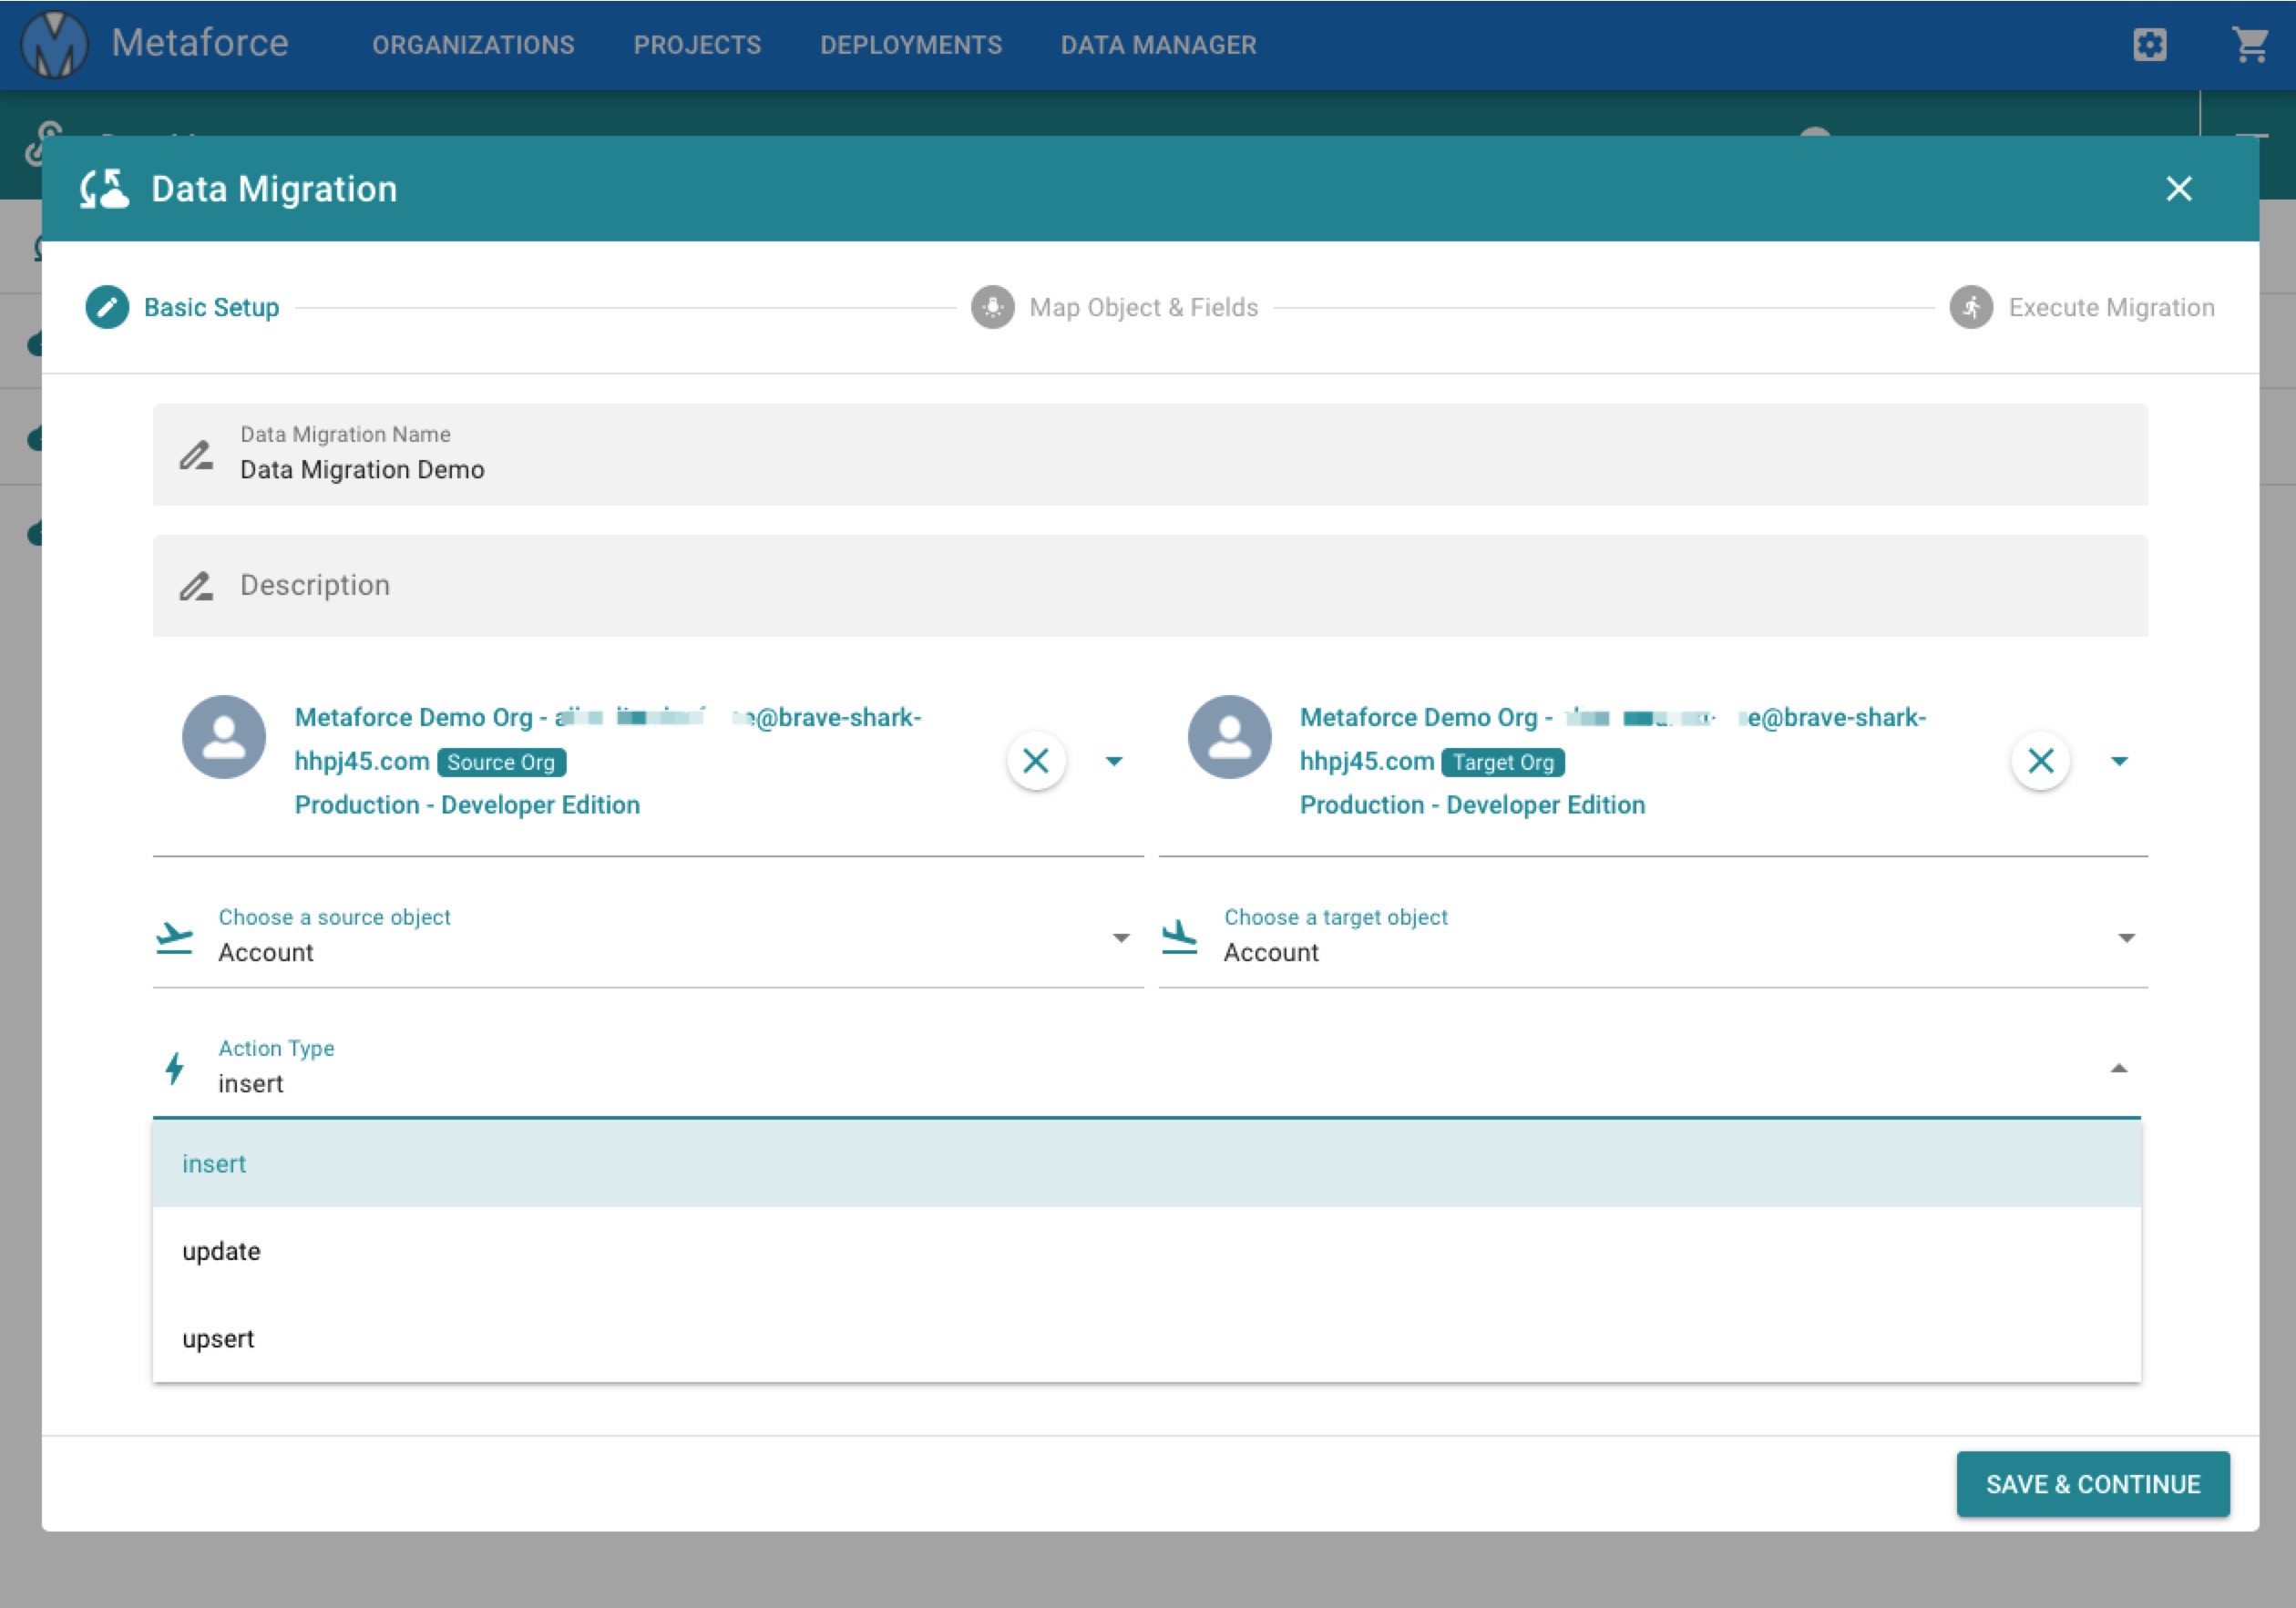 Metaforce
ORGANIZATIONS
PROJECTS
DEPLOYMENTS
DATA MANAGER
Data Migration
Basic Setup
Map Object & Fields
Execute Migration
Data Migration Name
Data Migration Demo
Description
Metaforce Demo Org - @brave-shark-
hhpj45.com Source Org
Production - Developer Edition
Metaforce Demo Org - e@brave-shark-
hhpj45.com Target Org
Production - Developer Edition
Choose a source object
Account
Choose a target object
Account
Action Type
insert
insert
update
upsert
SAVE & CONTINUE